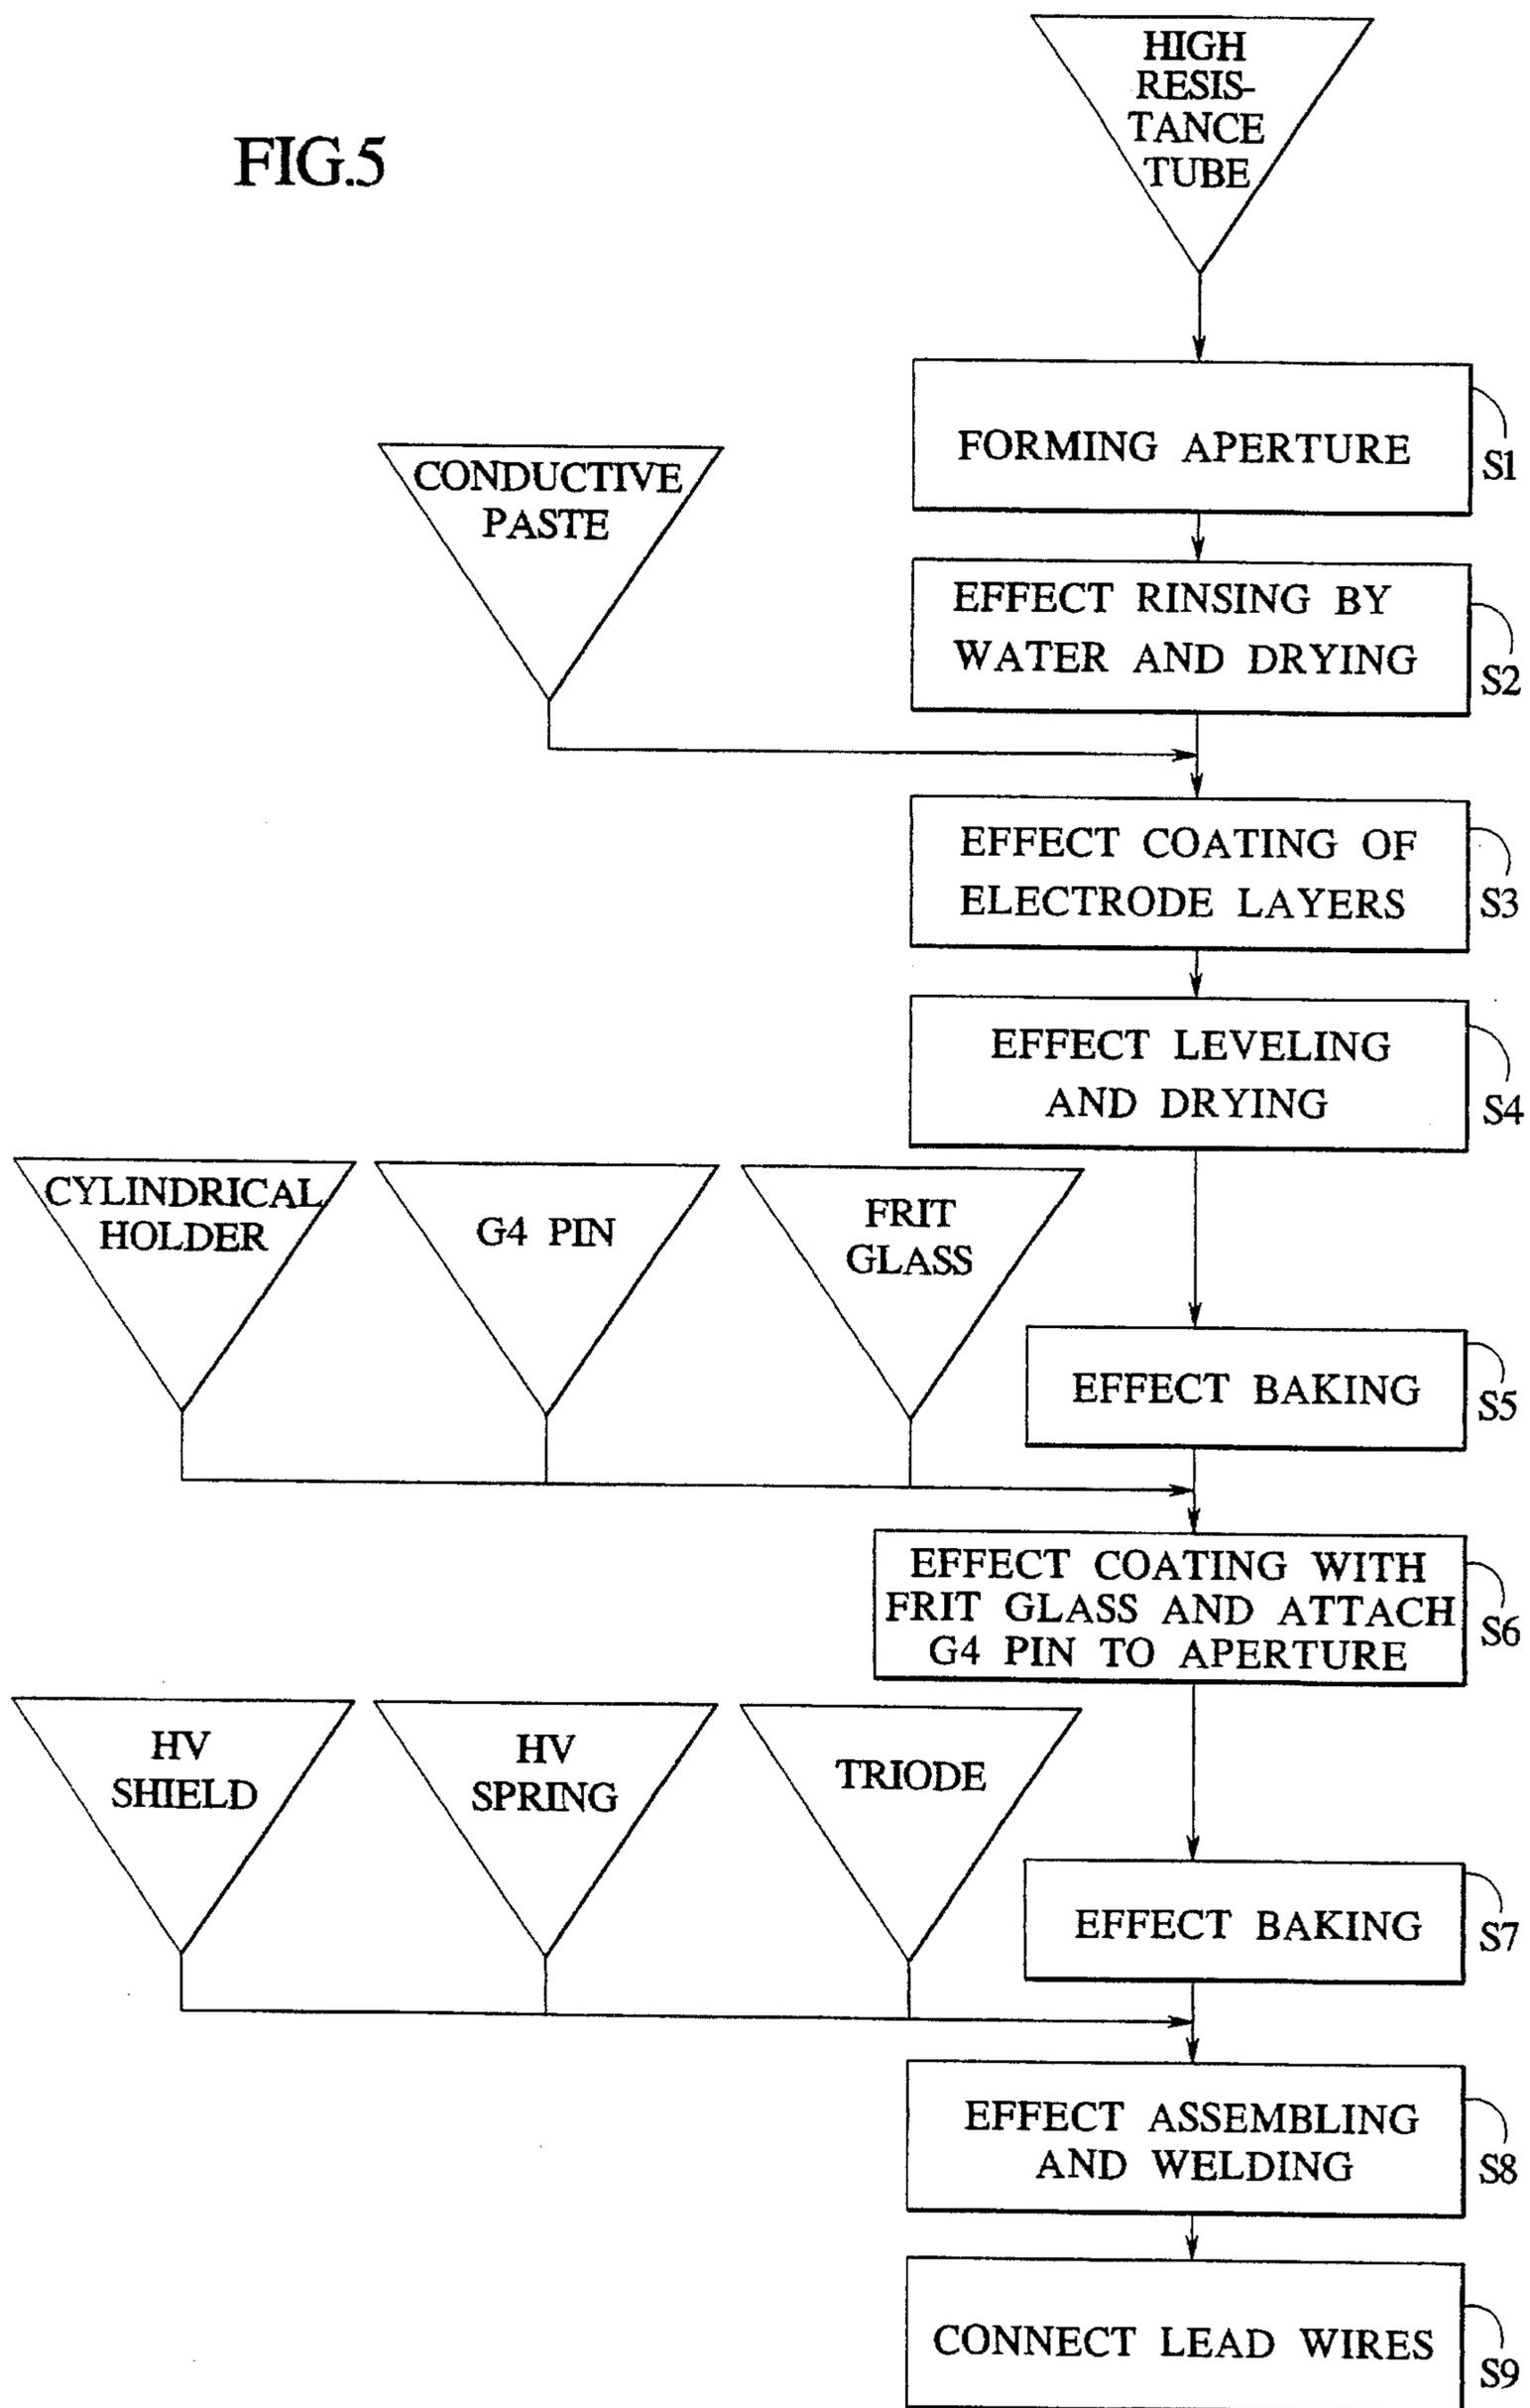 HIGH
RESIS-
TANCE
TUBE
FIG.5
FORMING APERTURE
S1
CONDUCTIVE
PASTE
EFFECT RINSING BY
WATER AND DRYING
S2
EFFECT COATING OF
ELECTRODE LAYERS
S3
EFFECT LEVELING
AND DRYING
S4
CYLINDRICAL
HOLDER
G4 PIN
FRIT
GLASS
EFFECT BAKING
S5
EFFECT COATING WITH
FRIT GLASS AND ATTACH
G4 PIN TO APERTURE
S6
HV
SHIELD
HV
SPRING
TRIODE
EFFECT BAKING
S7
EFFECT ASSEMBLING
AND WELDING
S8
CONNECT LEAD WIRES
S9